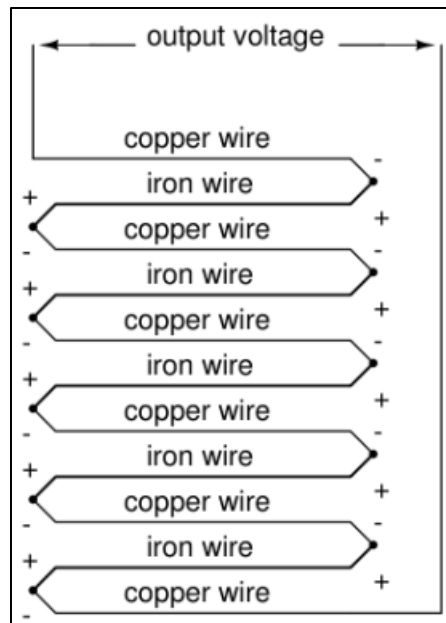 output voltage
copper wire
-
iron wire
+
+
copper wire
-
-
iron wire
+
+
copper wire
-
-
iron wire
+
+
copper wire
-
-
iron wire
+
+
copper wire
-
-
iron wire
+
+
copper wire
-